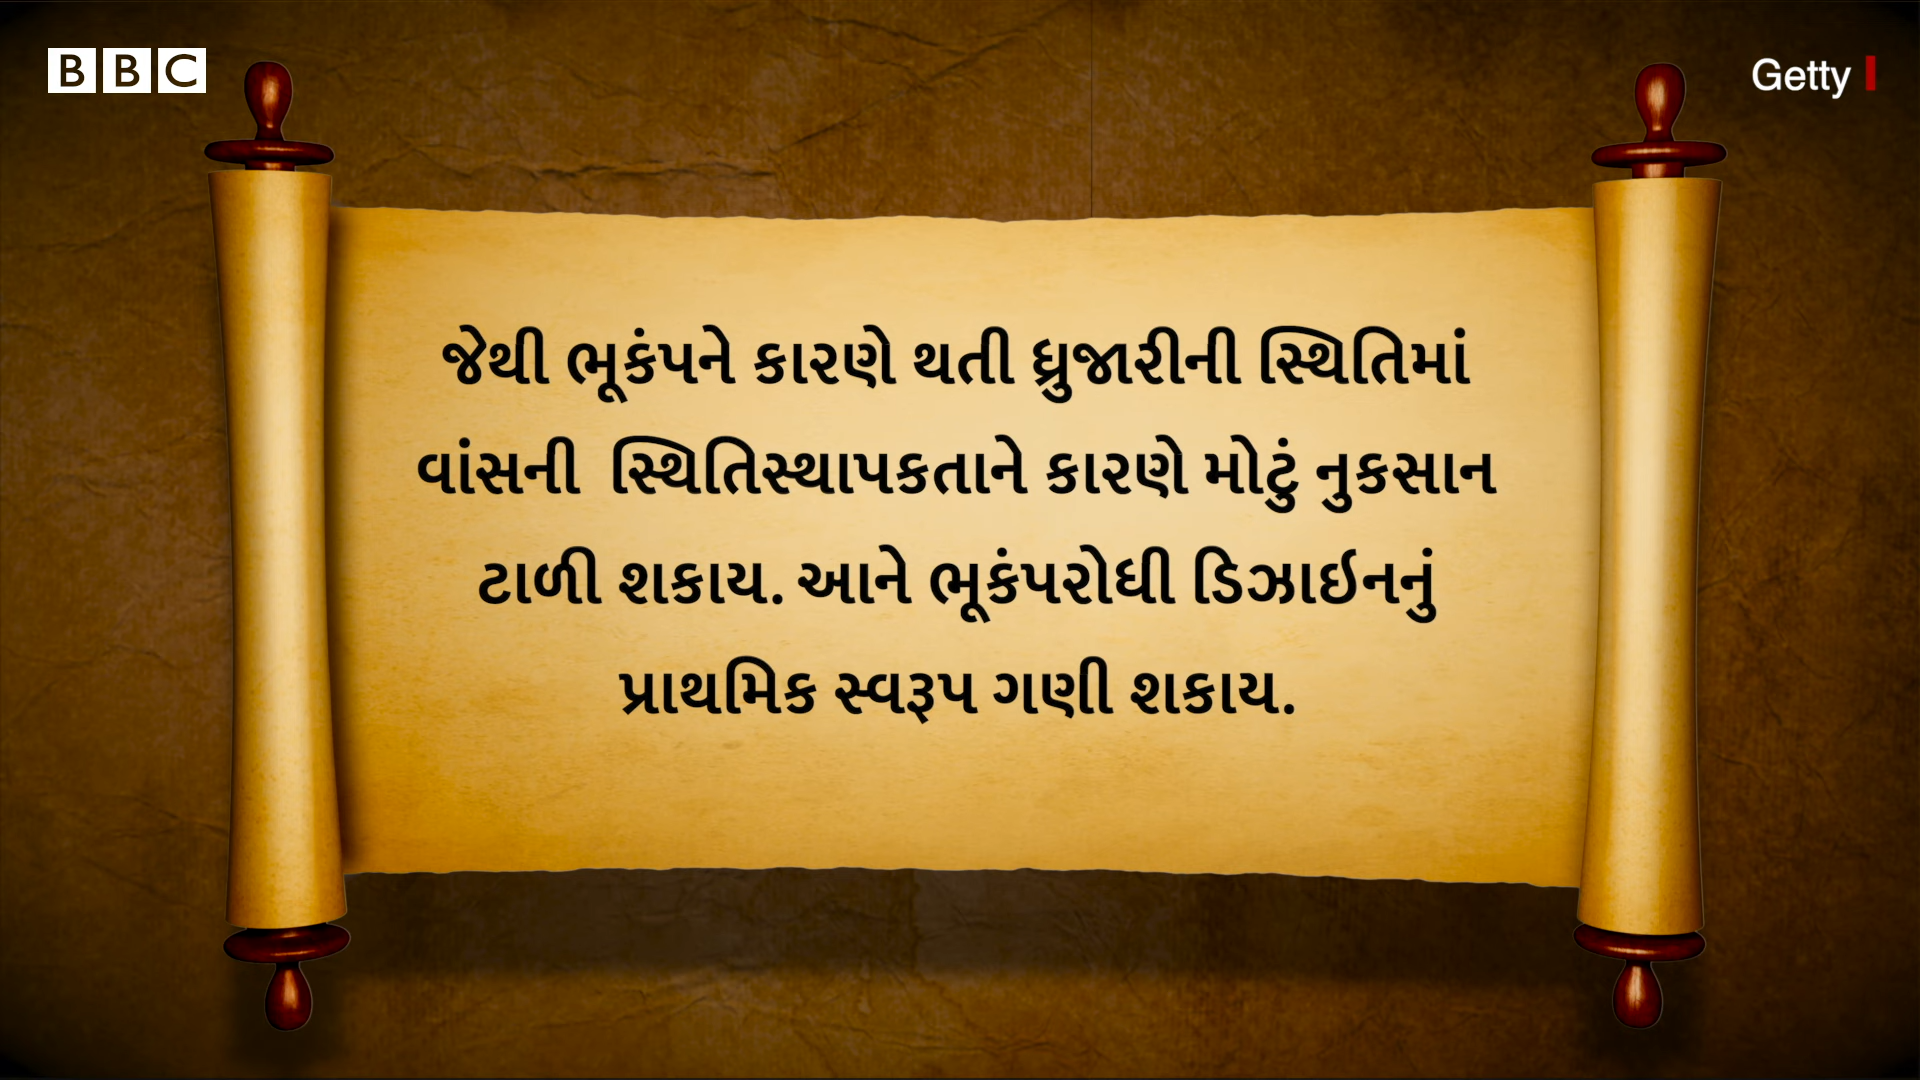 BBC
Getty
જેથી ભૂકંપને કારણે થતી ધ્રુજારીની સ્થિતિમાં
વાંસની સ્થિતિસ્થાપકતાને કારણે મોટું નુકસાન
ટાળી શકાય. આને ભૂકંપરોધી ડિઝાઇનનું
પ્રાથમિક સ્વરૂપ ગણી શકાય.